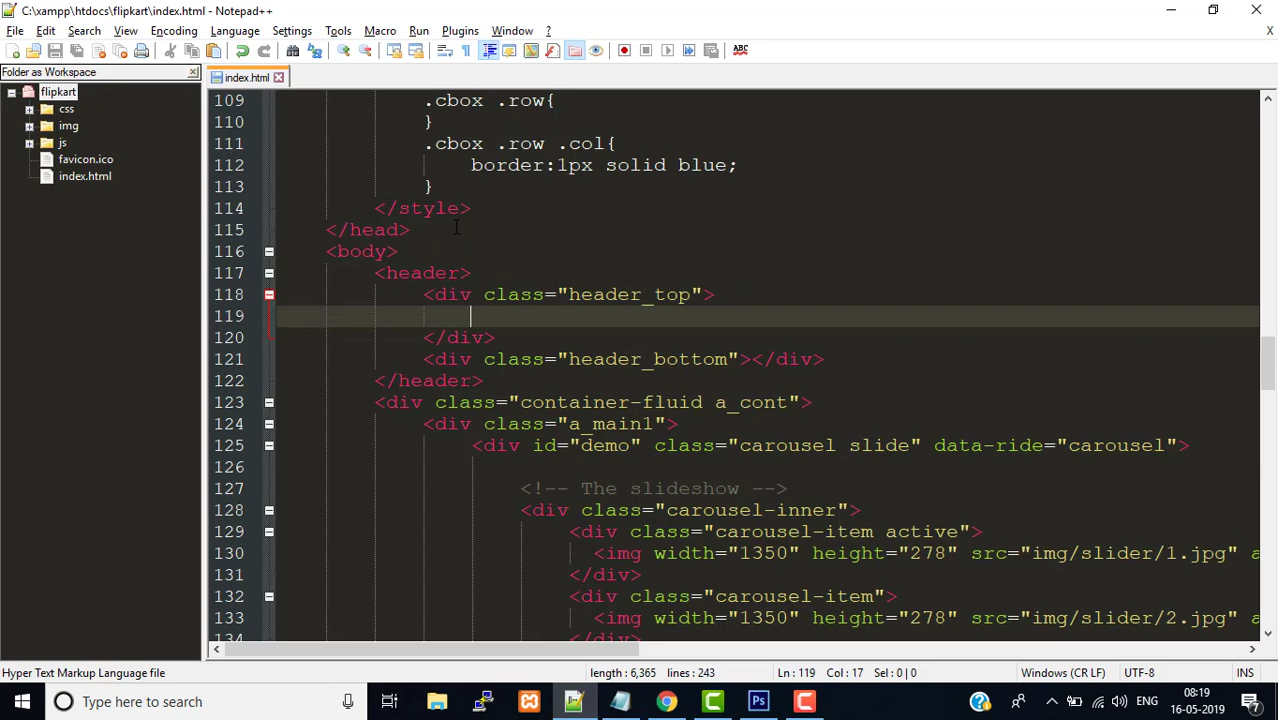 C:\xampp\htdocs\flipkart\index.html - Notepad++
File Edit Search View Encoding Language Settings Tools Macro Run Plugins Window ? X
ABC
Folder as Workspace
index.html
flipkart
css
img
js
favicon.ico
index.html
109 .cbox .row{
110 }
111 .cbox .row .col{
112 border:1px solid blue;
113 }
114 </style>
115 </head>
116 <body>
117 <header>
118 <div class="header_top">
119
120 </div>
121 <div class="header_bottom"></div>
122 </header>
123 <div class="container-fluid a_cont">
124 <div class="a_main1">
125 <div id="demo" class="carousel slide" data-ride="carousel">
126
127 <!-- The slideshow -->
128 <div class="carousel-inner">
129 <div class="carousel-item active">
130 <img width="1350" height="278" src="img/slider/1.jpg" a
131 </div>
132 <div class="carousel-item">
133 <img width="1350" height="278" src="img/slider/2.jpg" a
134 </div>
Hyper Text Markup Language file length : 6,365 lines : 243 Ln : 119 Col : 17 Sel : 0 | 0 Windows (CR LF) UTF-8 INS
Type here to search Ps ENG 08:19
16-05-2019 7